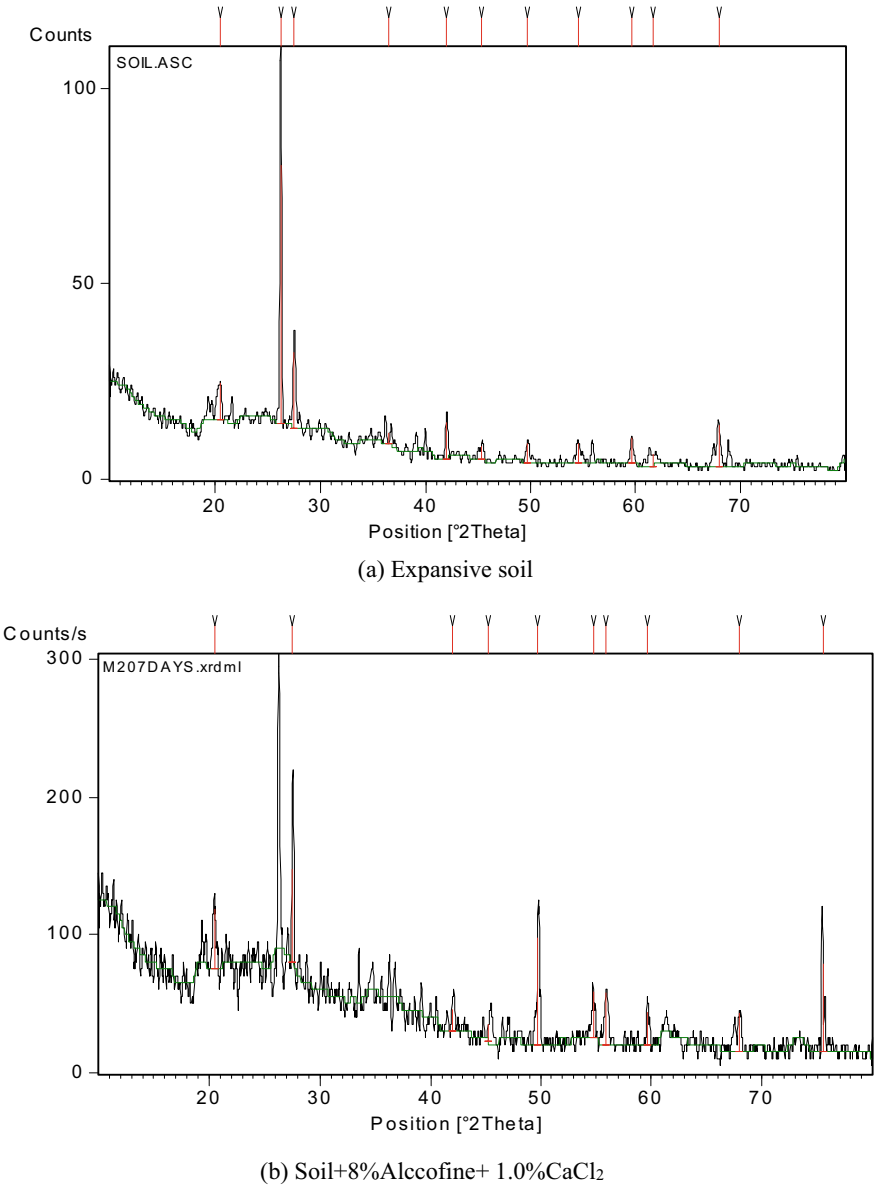 Counts
SOIL.ASC
100
50
0
20 30 40 50 60 70
Position [°2Theta]
(a) Expansive soil
Counts/s
M207DAYS.xrdml
300
200
100
0
20 30 40 50 60 70
Position [°2Theta]
(b) Soil+8%Alccofine+ 1.0%CaCl₂